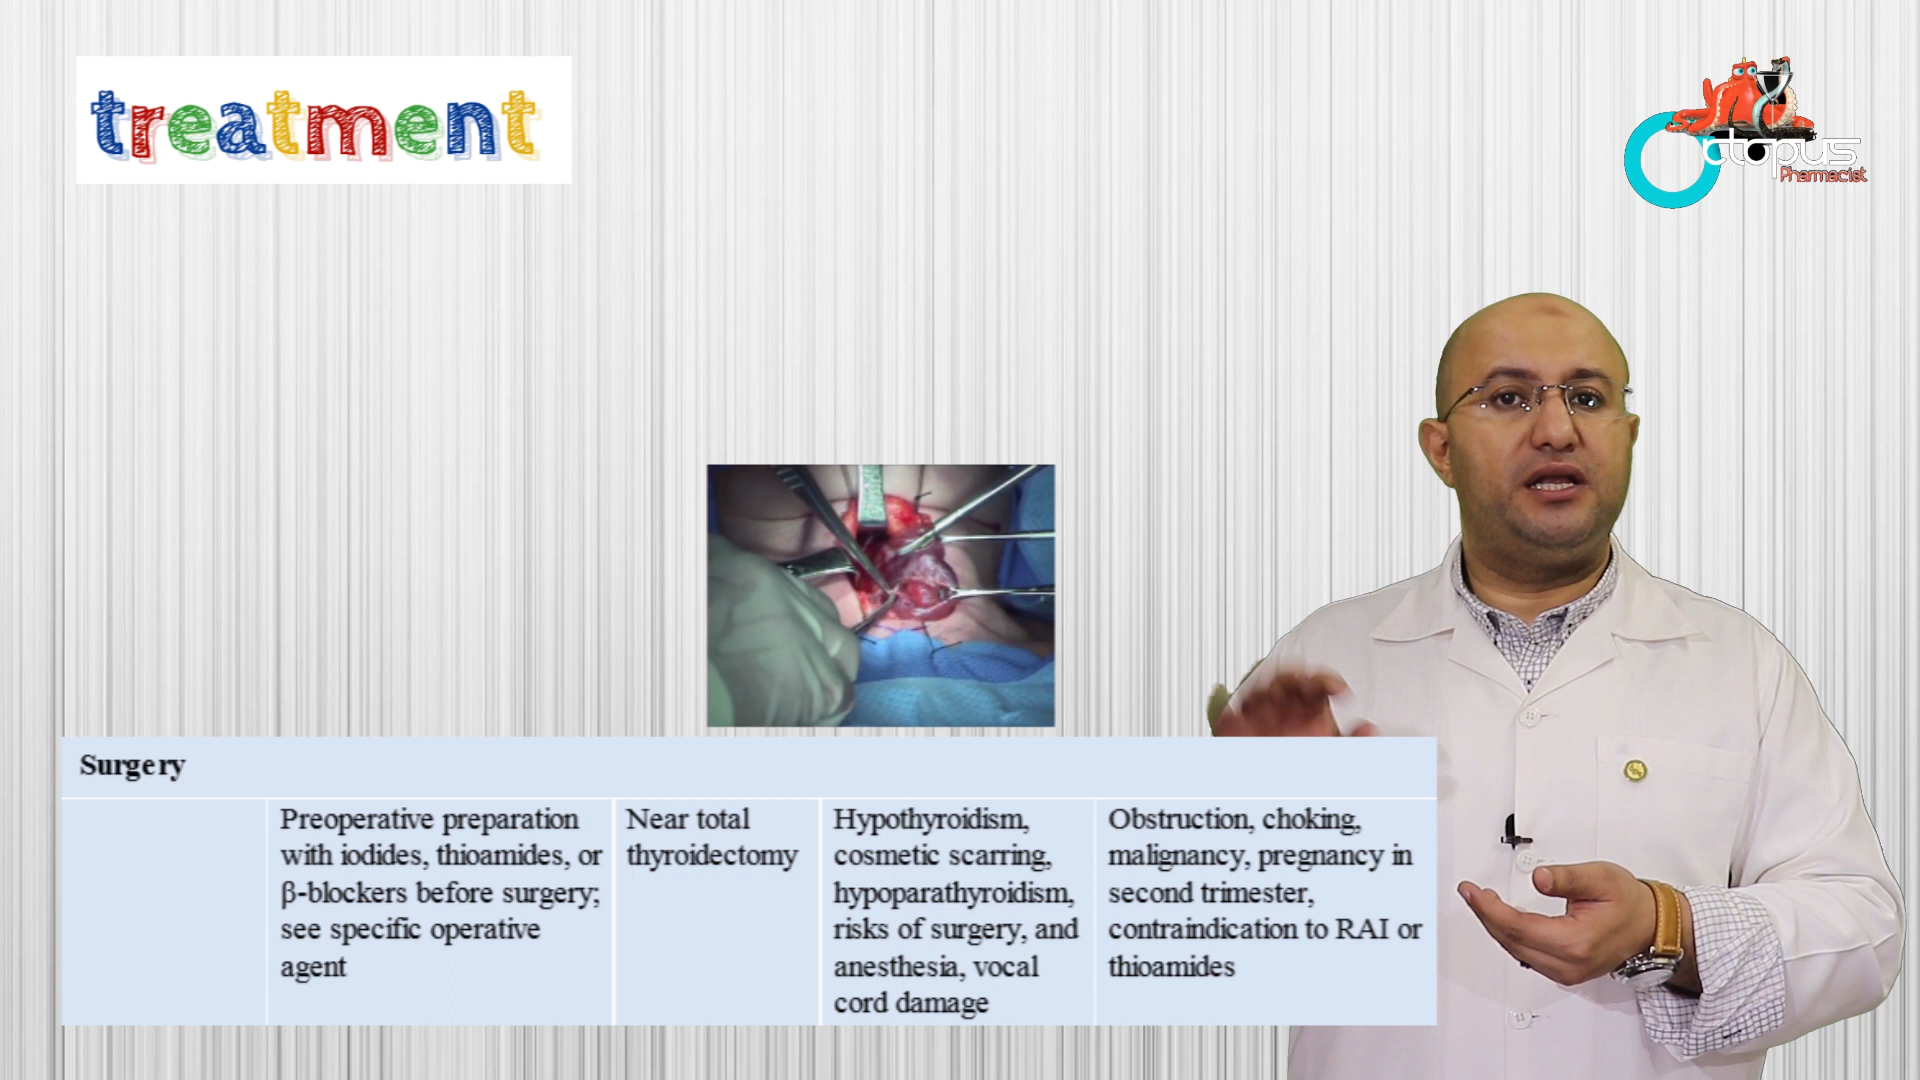 treatment
Octopus
Pharmacist
Surgery
Preoperative preparation
with iodides, thioamides, or
β-blockers before surgery;
see specific operative
agent
Near total
thyroidectomy
Hypothyroidism,
cosmetic scarring,
hypoparathyroidism,
risks of surgery, and
anesthesia, vocal
cord damage
Obstruction, choking,
malignancy, pregnancy in
second trimester,
contraindication to RAI or
thioamides